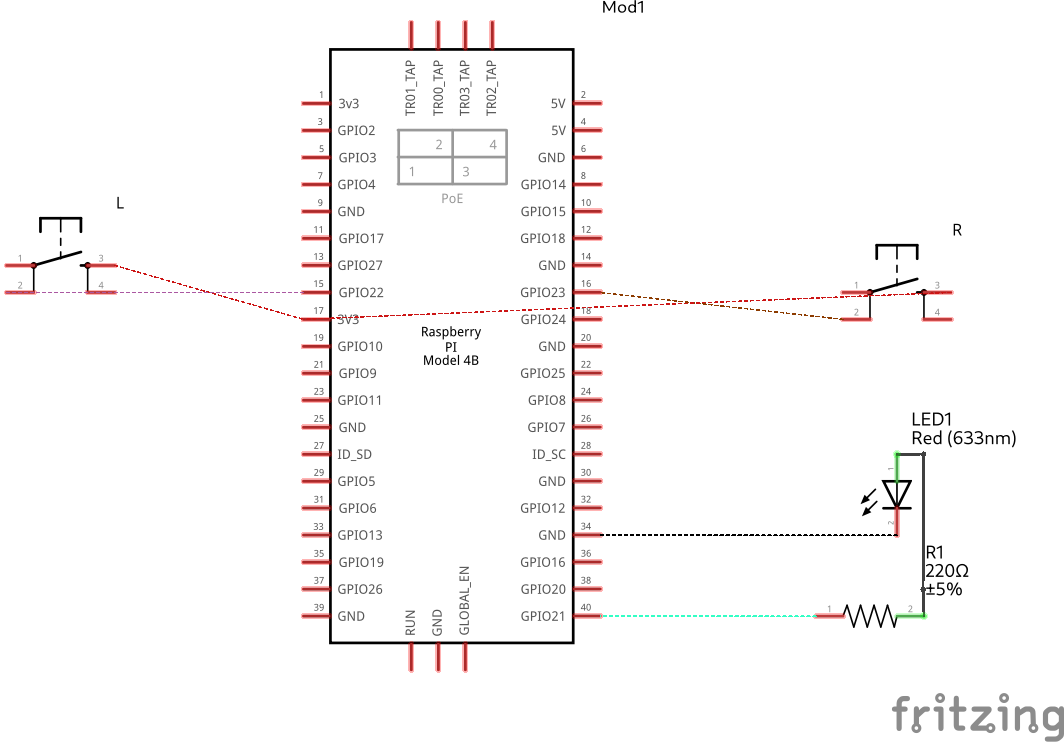 Mod1
TR01_TAP
TR00_TAP
TR03_TAP
TR02_TAP
1 3v3 5V 2
3 GPIO2 5V 4
5 GPIO3 GND 6
7 GPIO4 GPIO14 8
9 GND GPIO15 10
11 GPIO17 GPIO18 12
13 GPIO27 GND 14
15 GPIO22 GPIO23 16
17 3V3 GPIO24 18
19 GPIO10 GND 20
21 GPIO9 GPIO25 22
23 GPIO11 GPIO8 24
25 GND GPIO7 26
27 ID_SD ID_SC 28
29 GPIO5 GND 30
31 GPIO6 GPIO12 32
33 GPIO13 GND 34
35 GPIO19 GPIO16 36
37 GPIO26 GPIO20 38
39 GND GPIO21 40
2 4
1 3
PoE
Raspberry
PI
Model 4B
RUN
GND
GLOBAL_EN
L
1 3
2 4
R
1 3
2 4
LED1
Red (633nm)
1
2
R1
220Ω
±5%
1 2
fritzing